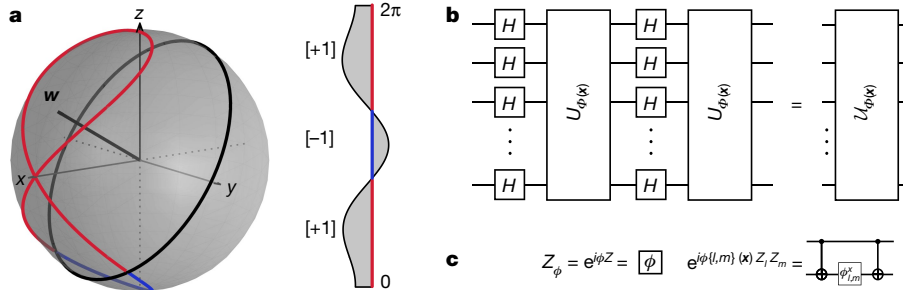 a
z
w
x
y
2π
[+1]
[−1]
[+1]
0
b
H H
H H
H H
H H
U_Φ(x) U_Φ(x) = 𝒰_Φ(x)
c
Z_ϕ = e^{iϕZ} = ϕ
e^{iϕ{l,m}(x) Z_l Z_m} = ϕ^x_{l,m}